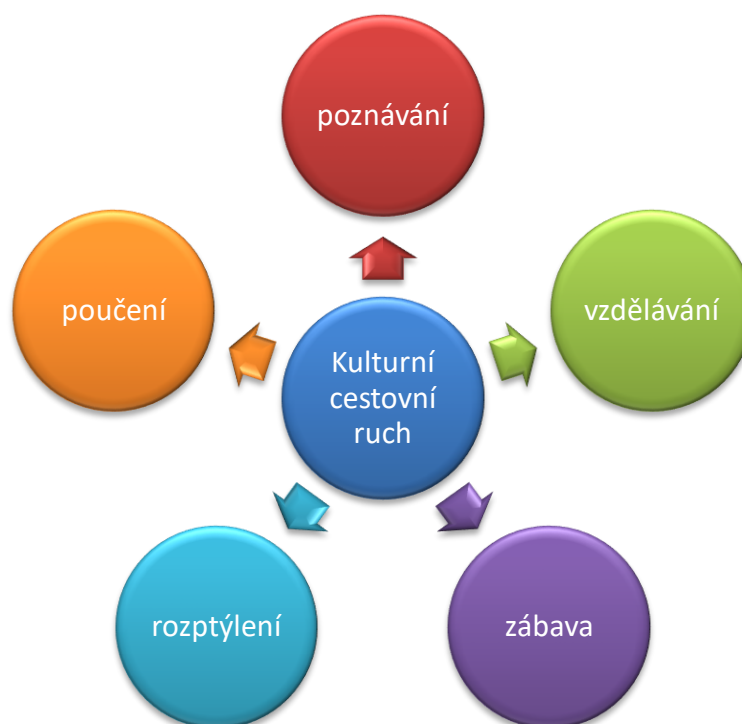 poznávání
poučení
vzdělávání
Kulturní
cestovní
ruch
rozptýlení
zábava